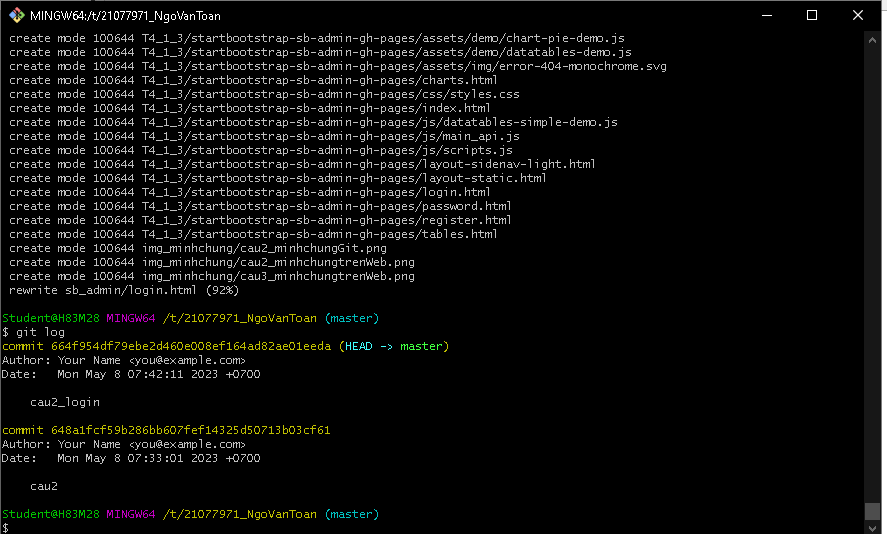 MINGW64:/t/21077971_NgoVanToan
create mode 100644 T4_1_3/startbootstrap-sb-admin-gh-pages/assets/demo/chart-pie-demo.js
create mode 100644 T4_1_3/startbootstrap-sb-admin-gh-pages/assets/demo/datatables-demo.js
create mode 100644 T4_1_3/startbootstrap-sb-admin-gh-pages/assets/img/error-404-monochrome.svg
create mode 100644 T4_1_3/startbootstrap-sb-admin-gh-pages/charts.html
create mode 100644 T4_1_3/startbootstrap-sb-admin-gh-pages/css/styles.css
create mode 100644 T4_1_3/startbootstrap-sb-admin-gh-pages/index.html
create mode 100644 T4_1_3/startbootstrap-sb-admin-gh-pages/js/datatables-simple-demo.js
create mode 100644 T4_1_3/startbootstrap-sb-admin-gh-pages/js/main_api.js
create mode 100644 T4_1_3/startbootstrap-sb-admin-gh-pages/js/scripts.js
create mode 100644 T4_1_3/startbootstrap-sb-admin-gh-pages/layout-sidenav-light.html
create mode 100644 T4_1_3/startbootstrap-sb-admin-gh-pages/layout-static.html
create mode 100644 T4_1_3/startbootstrap-sb-admin-gh-pages/login.html
create mode 100644 T4_1_3/startbootstrap-sb-admin-gh-pages/password.html
create mode 100644 T4_1_3/startbootstrap-sb-admin-gh-pages/register.html
create mode 100644 T4_1_3/startbootstrap-sb-admin-gh-pages/tables.html
create mode 100644 img_minhchung/cau2_minhchungGit.png
create mode 100644 img_minhchung/cau2_minhchungtrenWeb.png
create mode 100644 img_minhchung/cau3_minhchungtrenWeb.png
rewrite sb_admin/login.html (92%)
Student@H83M28 MINGW64 /t/21077971_NgoVanToan (master)
$ git log
commit 664f954df79ebe2d460e008ef164ad82ae01eeda (HEAD -> master)
Author: Your Name <you@example.com>
Date:   Mon May 8 07:42:11 2023 +0700
cau2_login
commit 648a1fcf59b286bb607fef14325d50713b03cf61
Author: Your Name <you@example.com>
Date:   Mon May 8 07:33:01 2023 +0700
cau2
Student@H83M28 MINGW64 /t/21077971_NgoVanToan (master)
$